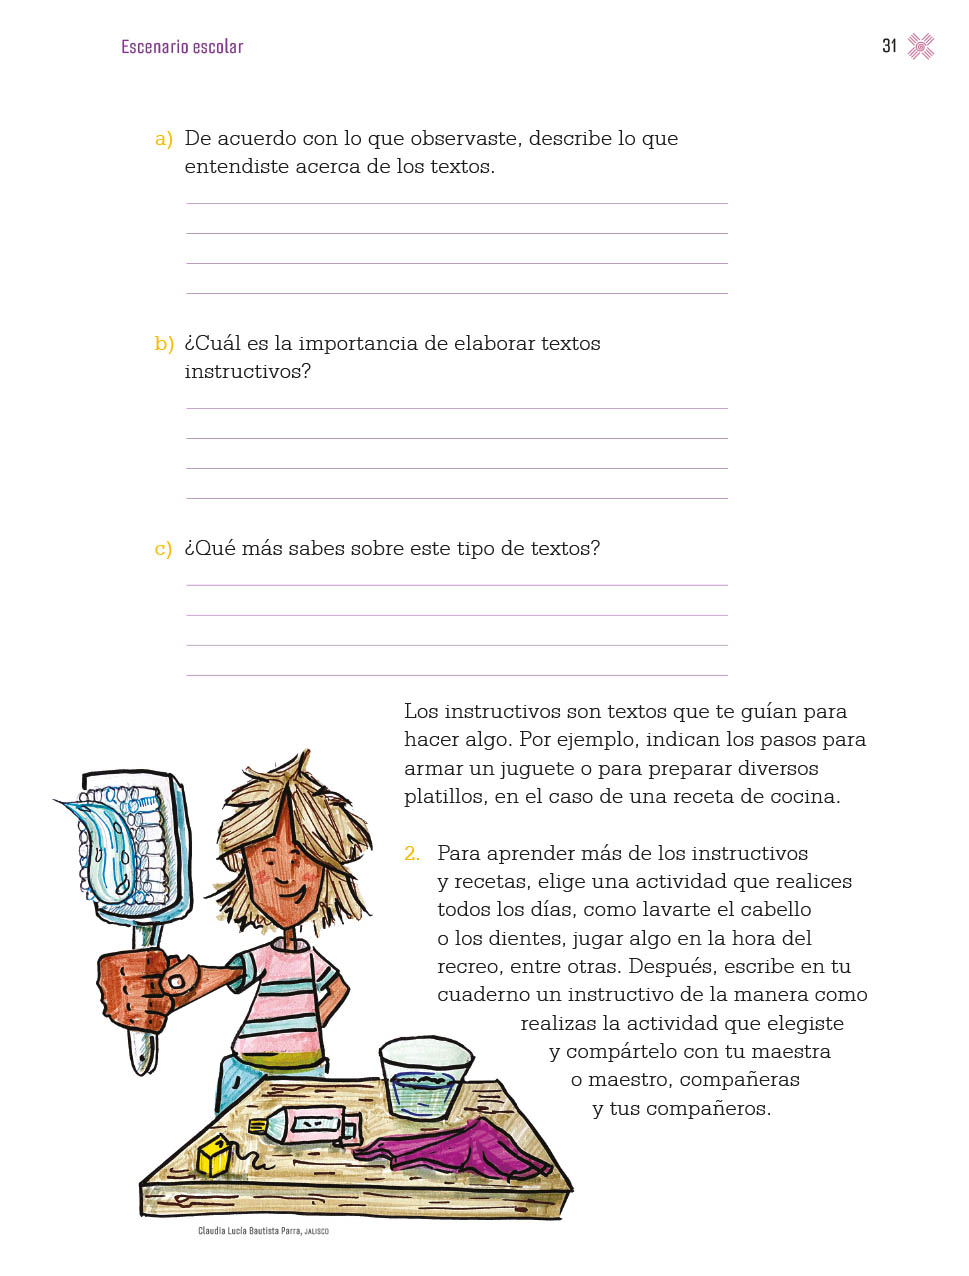 Escenario escolar
31
a) De acuerdo con lo que observaste, describe lo que
entendiste acerca de los textos.
b) ¿Cuál es la importancia de elaborar textos
instructivos?
c) ¿Qué más sabes sobre este tipo de textos?
Los instructivos son textos que te guían para
hacer algo. Por ejemplo, indican los pasos para
armar un juguete o para preparar diversos
platillos, en el caso de una receta de cocina.
2. Para aprender más de los instructivos
y recetas, elige una actividad que realices
todos los días, como lavarte el cabello
o los dientes, jugar algo en la hora del
recreo, entre otras. Después, escribe en tu
cuaderno un instructivo de la manera como
realizas la actividad que elegiste
y compártelo con tu maestra
o maestro, compañeras
y tus compañeros.
Claudia Lucía Bautista Parra, JALISCO